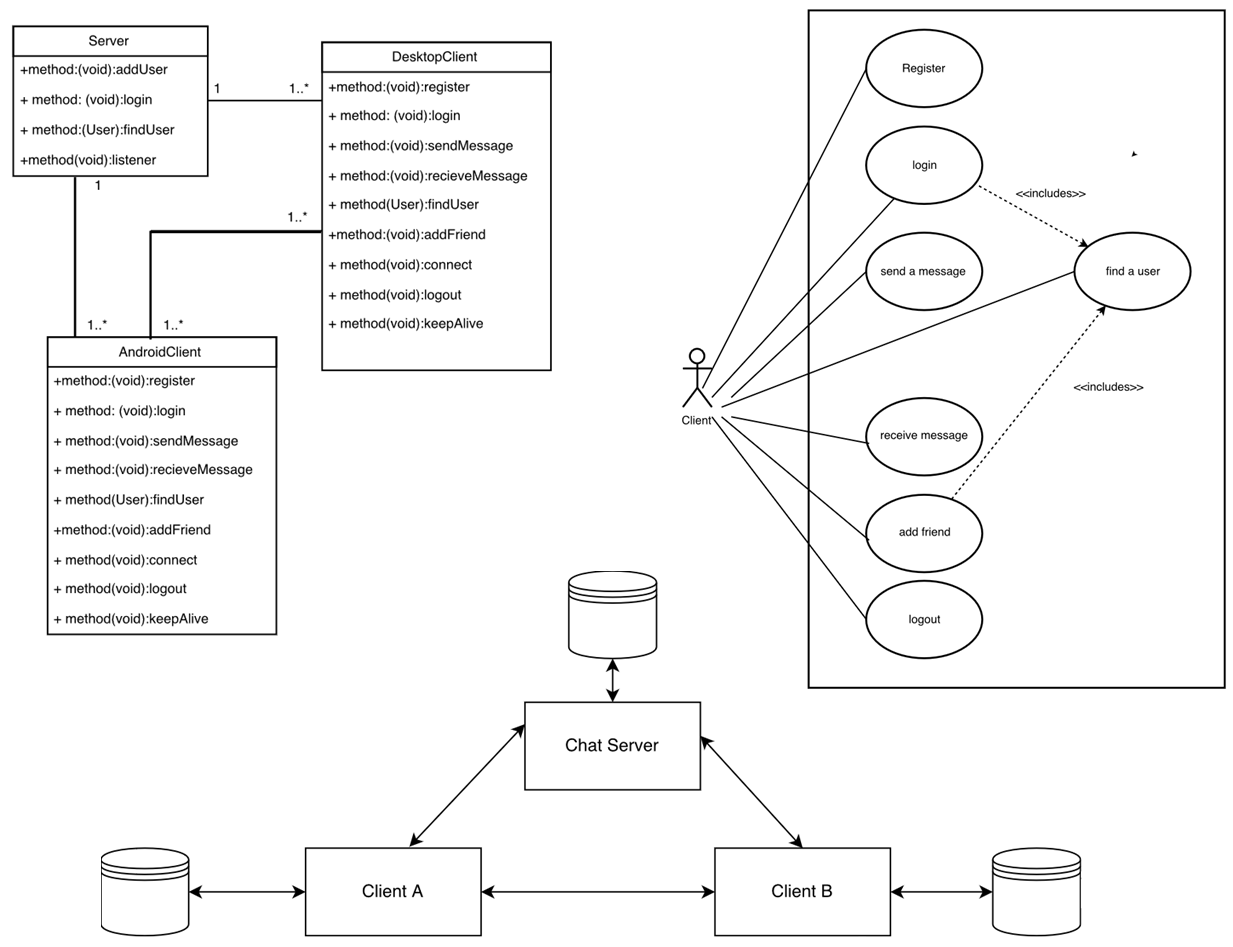 Server
+method:(void):addUser
+ method: (void):login
+ method:(User):findUser
+method(void):listener
1
1..*
1
1..*
1..*
1..*
DesktopClient
+method:(void):register
+ method: (void):login
+ method:(void):sendMessage
+ method:(void):recieveMessage
+ method(User):findUser
+method:(void):addFriend
+ method(void):connect
+ method(void):logout
+ method(void):keepAlive
AndroidClient
+method:(void):register
+ method: (void):login
+ method:(void):sendMessage
+ method:(void):recieveMessage
+ method(User):findUser
+method:(void):addFriend
+ method(void):connect
+ method(void):logout
+ method(void):keepAlive
Client
Register
login
<<includes>>
send a message
find a user
<<includes>>
receive message
add friend
logout
Chat Server
Client A
Client B